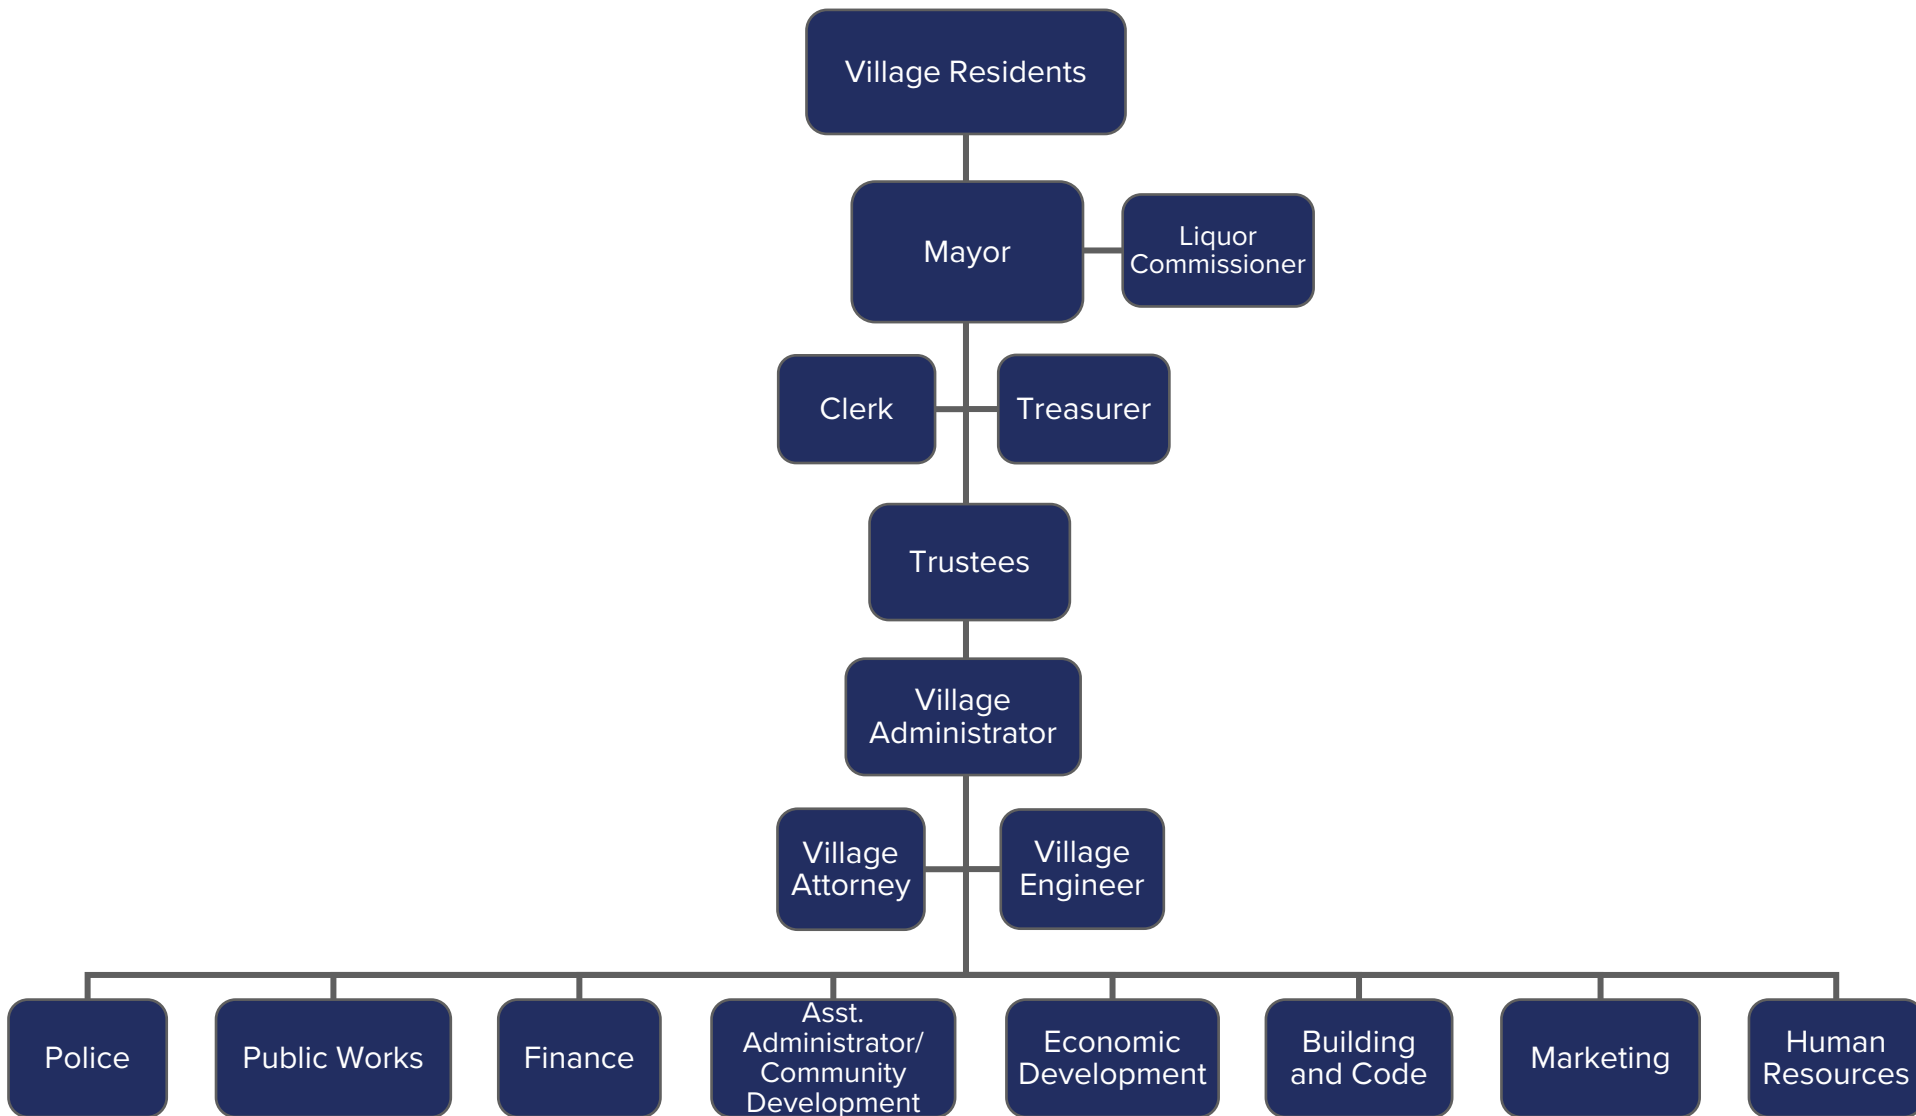 Village Residents
Mayor
Liquor
Commissioner
Clerk
Treasurer
Trustees
Village
Administrator
Village
Attorney
Village
Engineer
Police
Public Works
Finance
Asst.
Administrator/
Community
Development
Economic
Development
Building
and Code
Marketing
Human
Resources